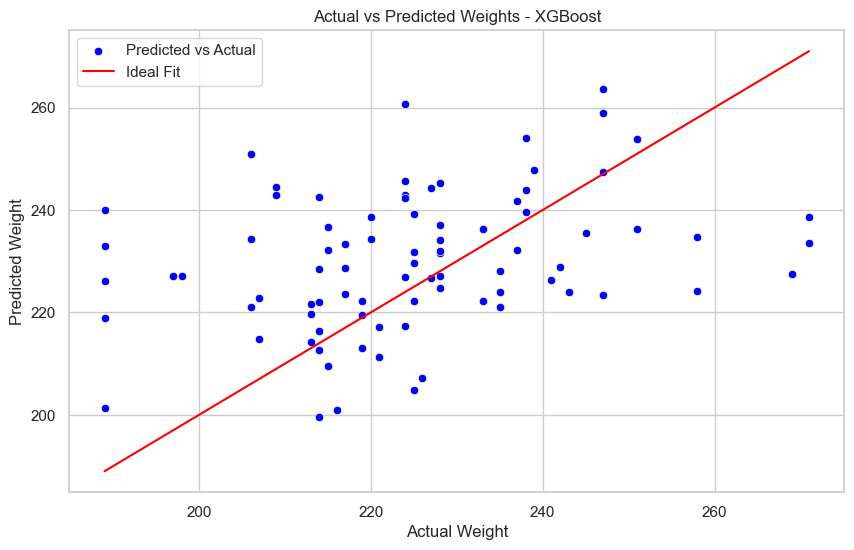 Actual vs Predicted Weights - XGBoost
Predicted vs Actual
Ideal Fit
260
240
220
200
Predicted Weight
200
220
240
260
Actual Weight